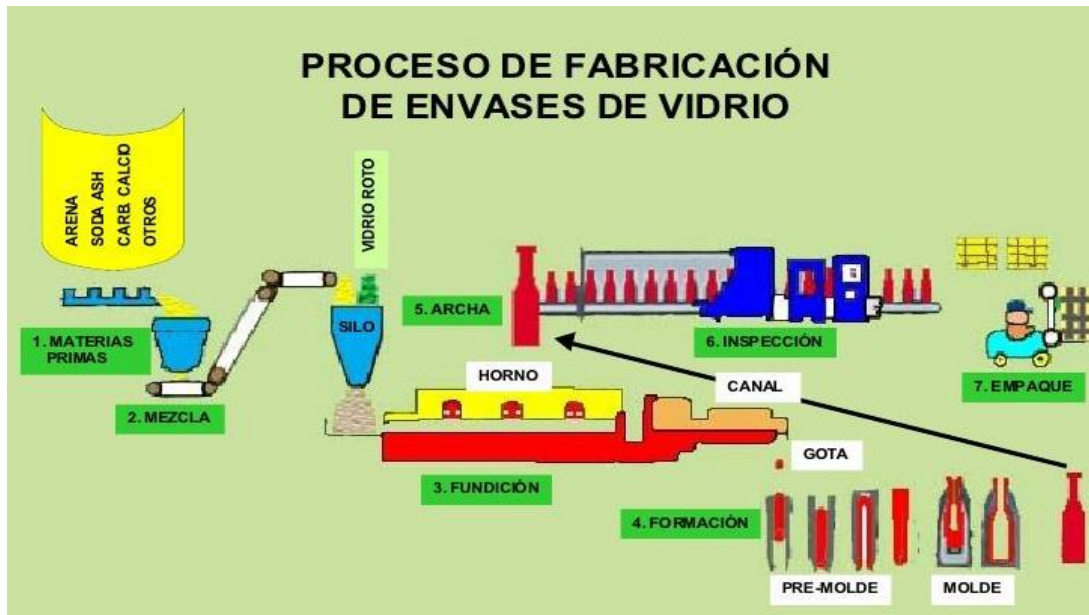 PROCESO DE FABRICACIÓN
DE ENVASES DE VIDRIO
ARENA
SODA ASH
CARB. CALCIO
OTROS
VIDRIO ROTO
1. MATERIAS
PRIMAS
2. MEZCLA
SILO
HORNO
3. FUNDICIÓN
CANAL
GOTA
4. FORMACIÓN
PRE-MOLDE
MOLDE
5. ARCHA
6. INSPECCIÓN
7. EMPAQUE